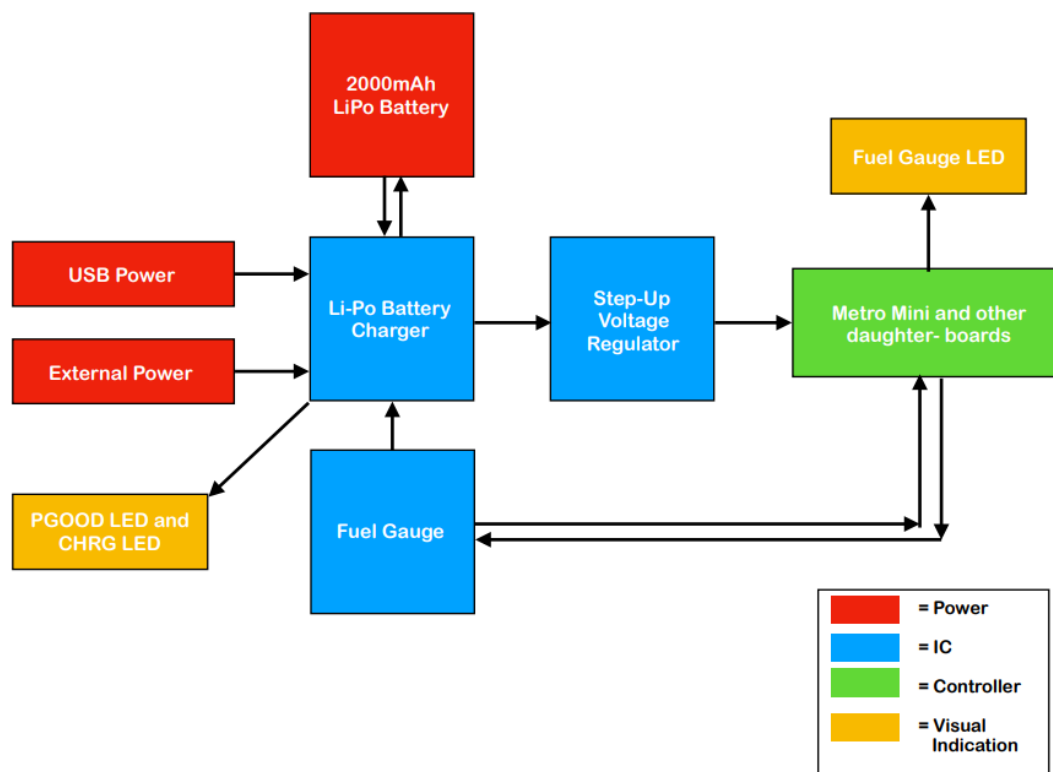 2000mAh
LiPo Battery
Fuel Gauge LED
USB Power
Li-Po Battery
Charger
Step-Up
Voltage
Regulator
Metro Mini and other
daughter- boards
External Power
PGOOD LED and
CHRG LED
Fuel Gauge
= Power
= IC
= Controller
= Visual
Indication